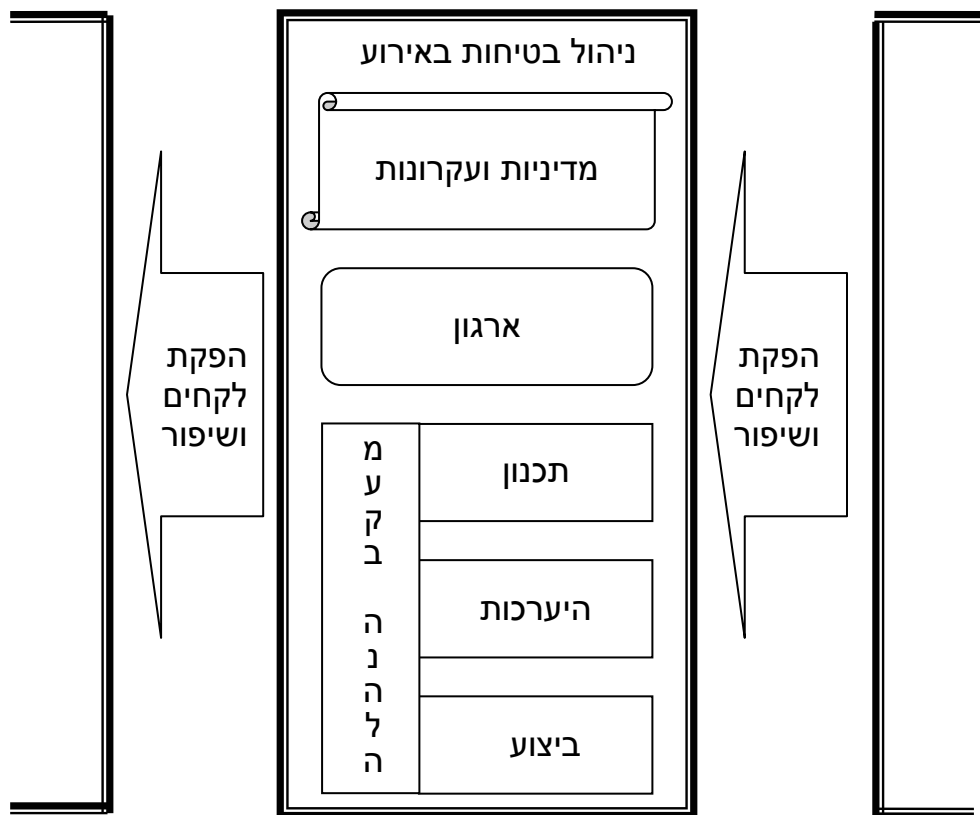 ניהול בטיחות באירוע
מדיניות ועקרונות
ארגון
הפקת
לקחים
ושיפור
הפקת
לקחים
ושיפור
תכנון
היערכות
ביצוע
מ
ע
ק
ב
ה
נ
ה
ל
ה